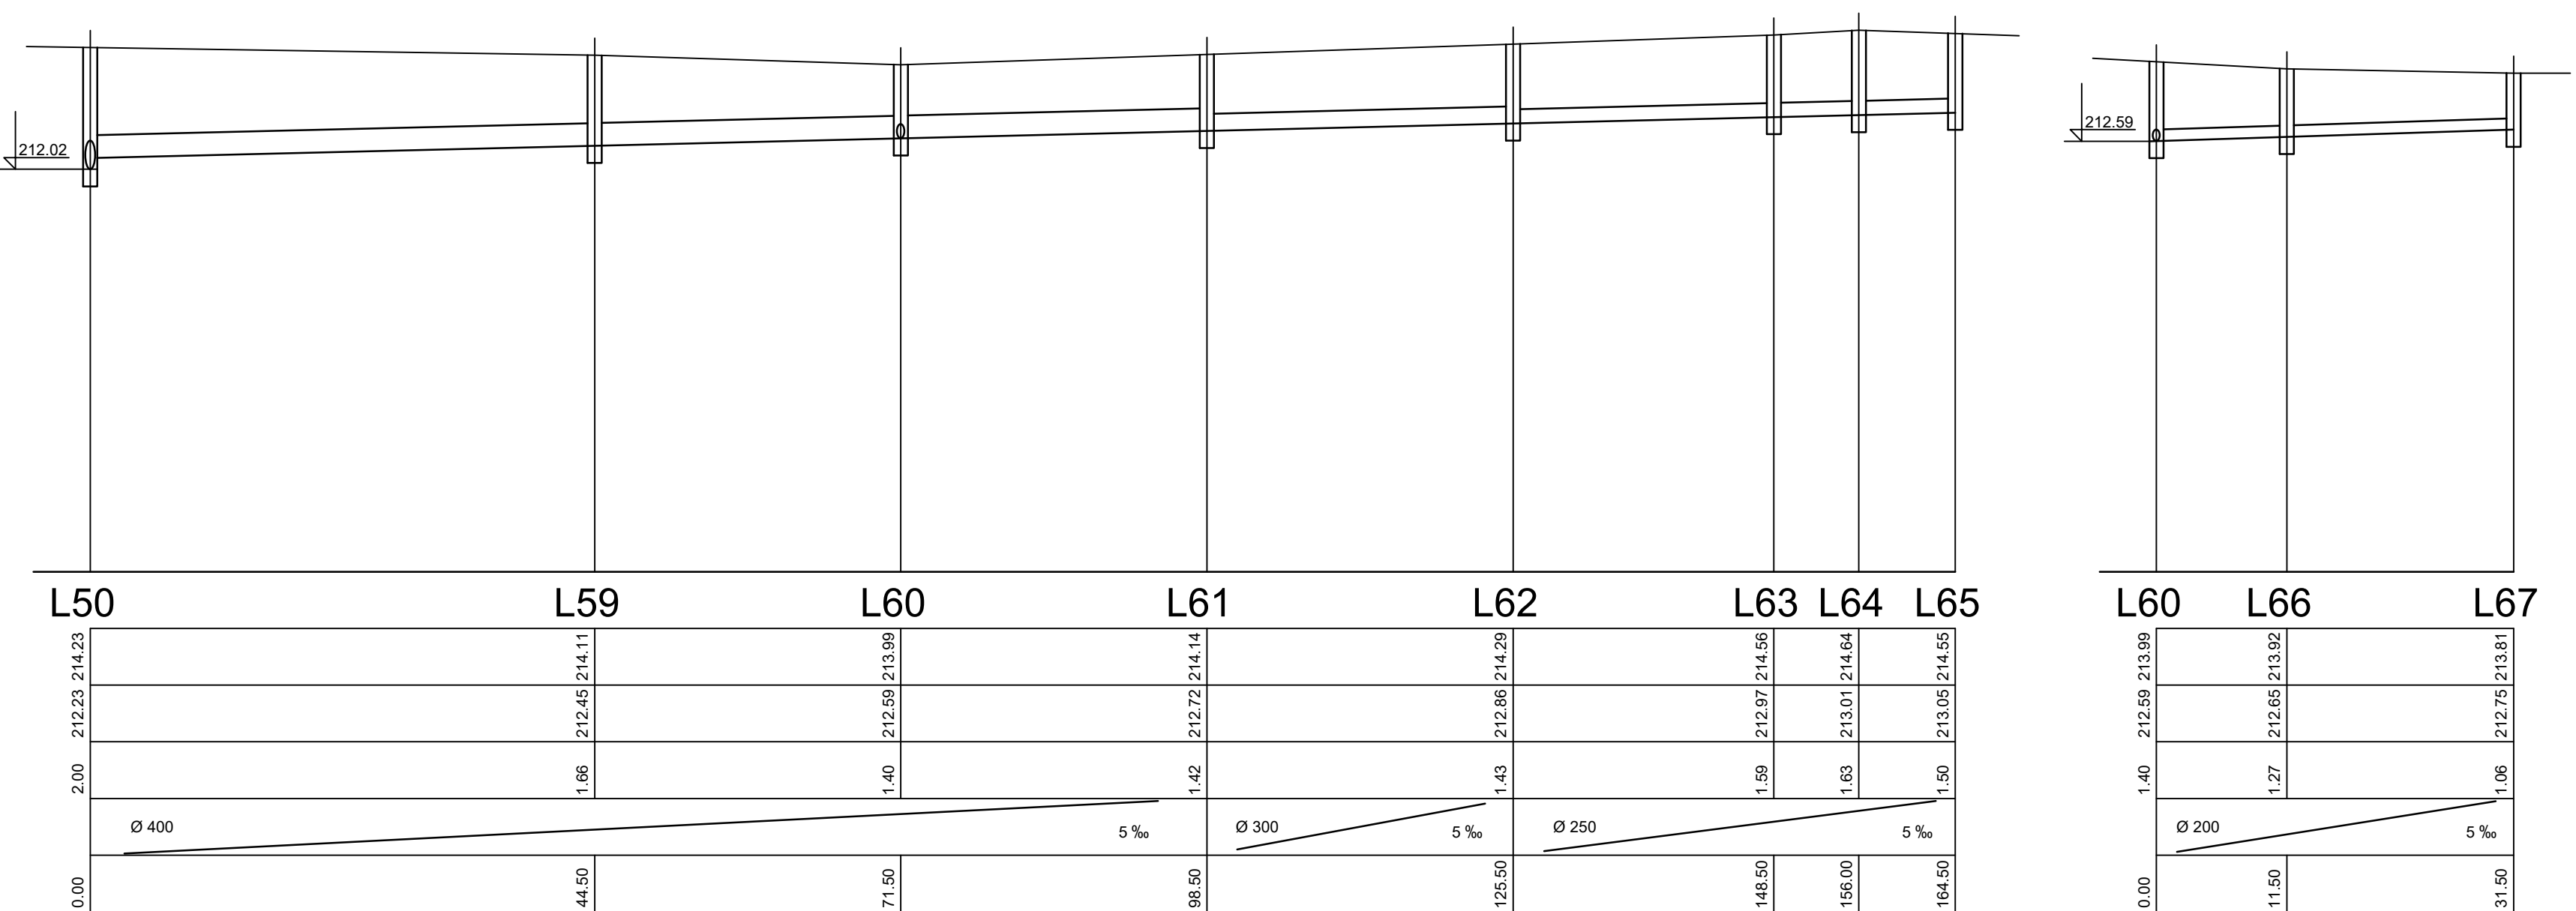 212.02
212.59
L50 L59 L60 L61 L62 L63 L64 L65 L60 L66 L67
214.23 214.11 213.99 214.14 214.29 214.56 214.64 214.55 213.99 213.92 213.81
212.23 212.45 212.59 212.72 212.86 212.97 213.01 213.05 212.59 212.65 212.75
2.00 1.66 1.40 1.42 1.43 1.59 1.63 1.50 1.40 1.27 1.06
Ø 400 5 ‰ Ø 300 5 ‰ Ø 250 5 ‰ Ø 200 5 ‰
0.00 44.50 71.50 98.50 125.50 148.50 156.00 164.50 0.00 11.50 31.50